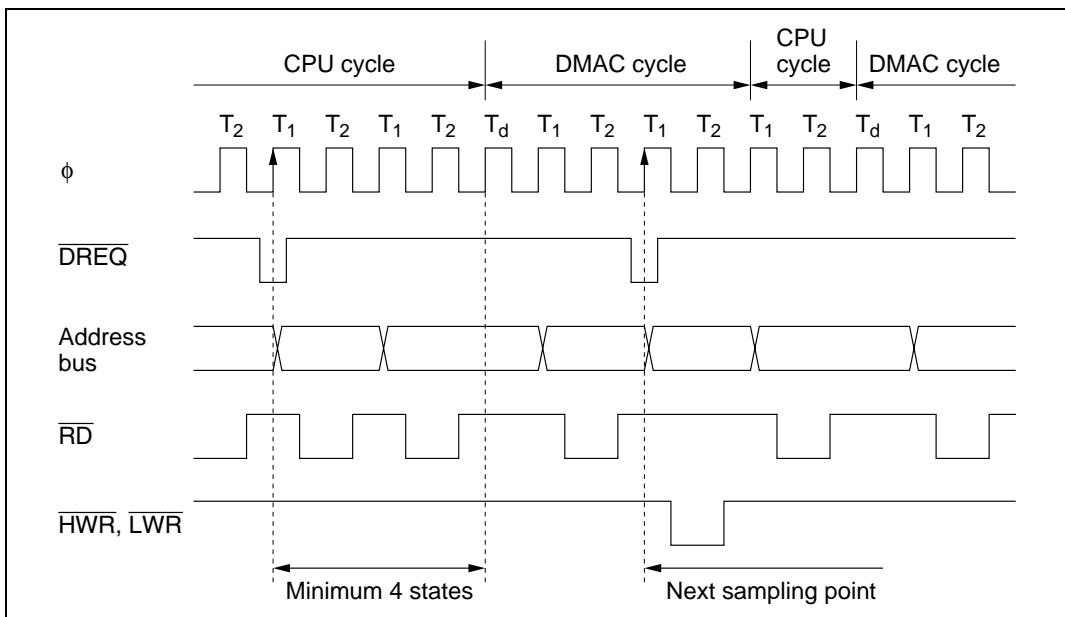 CPU cycle DMAC cycle CPU cycle DMAC cycle
T2 T1 T2 T1 T2 Td T1 T2 T1 T2 T1 T2 Td T1 T2
φ
DREQ
Address
bus
RD
HWR, LWR
Minimum 4 states Next sampling point